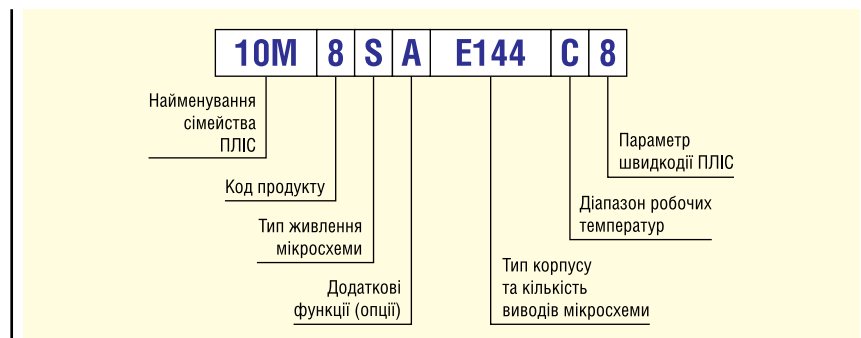 10M 8 S A E144 C 8
Найменування
сімейства
ПЛІС
Код продукту
Тип живлення
мікросхеми
Додаткові
функції (опції)
Параметр
швидкодії ПЛІС
Діапазон робочих
температур
Тип корпусу
та кількість
виводів мікросхеми